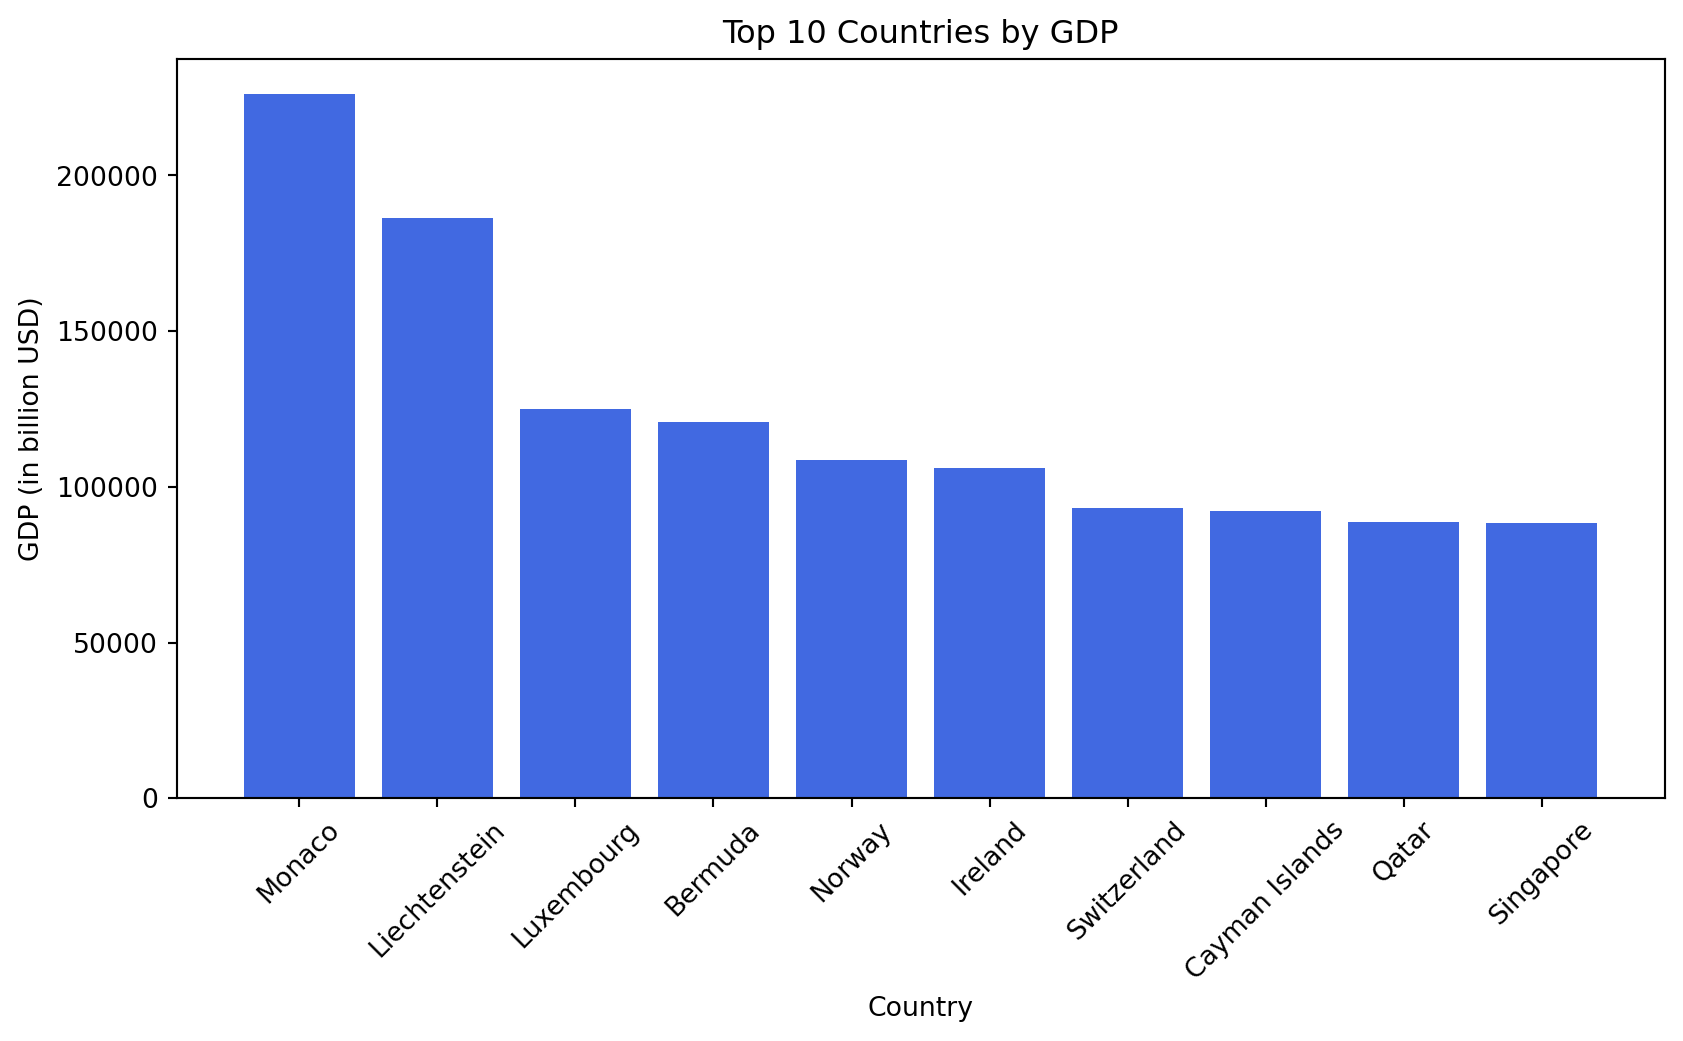 Top 10 Countries by GDP
GDP (in billion USD)
200000
150000
100000
50000
0
Monaco
Liechtenstein
Luxembourg
Bermuda
Norway
Ireland
Switzerland
Cayman Islands
Qatar
Singapore
Country